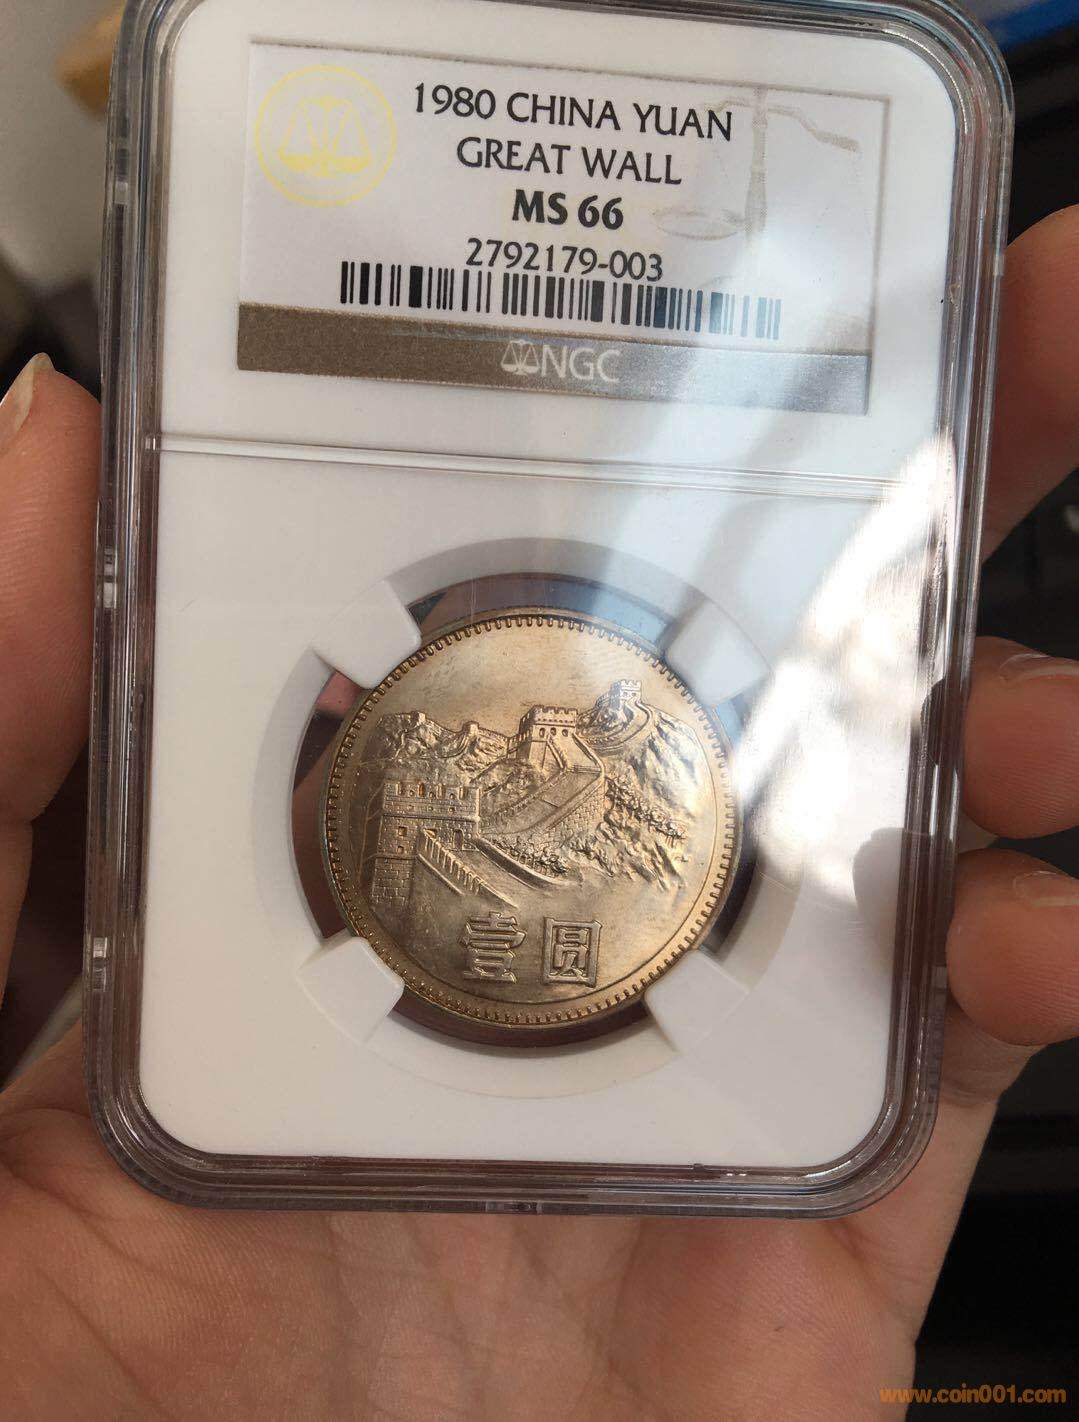 1980 CHINA YUAN
GREAT WALL
MS 66
2792179-003
NGC
壹圆
www.coin001.com